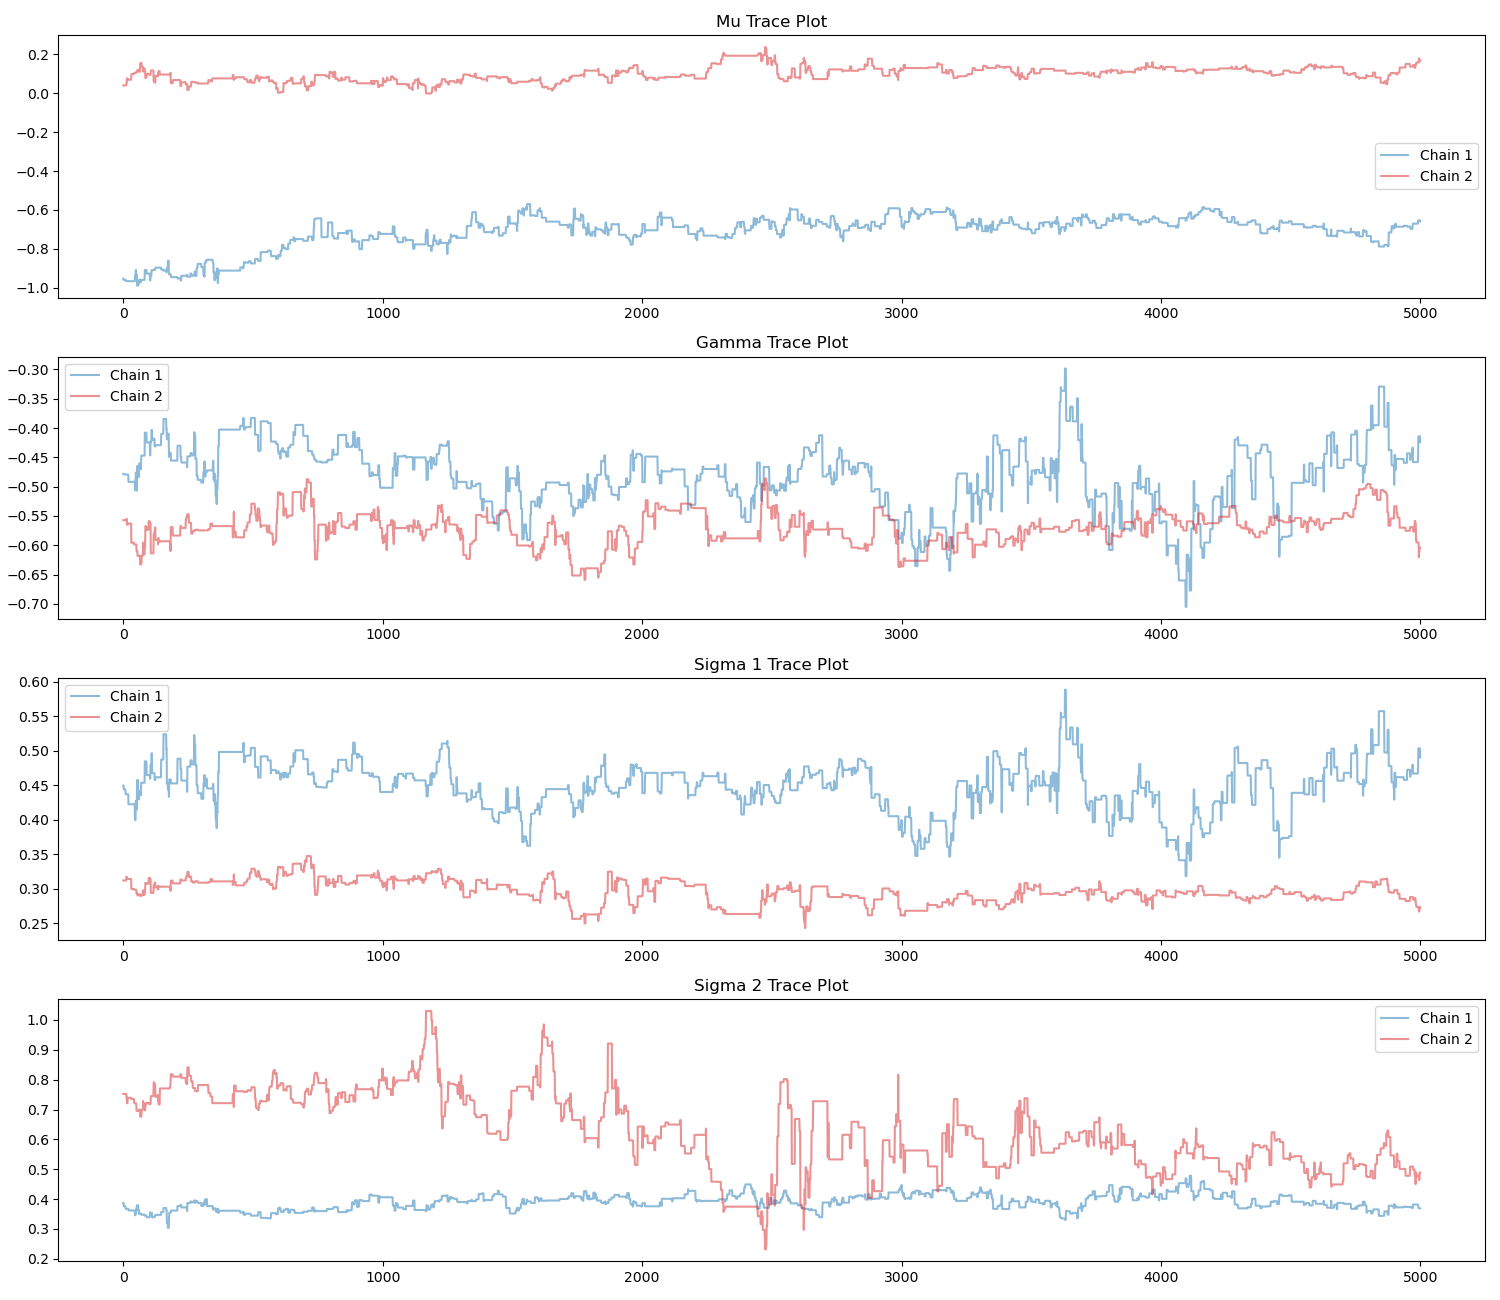 Mu Trace Plot
0.2
0.0
−0.2
−0.4
−0.6
−0.8
−1.0
Chain 1
Chain 2
0 1000 2000 3000 4000 5000
Gamma Trace Plot
−0.30
−0.35
−0.40
−0.45
−0.50
−0.55
−0.60
−0.65
−0.70
Chain 1
Chain 2
0 1000 2000 3000 4000 5000
Sigma 1 Trace Plot
0.60
0.55
0.50
0.45
0.40
0.35
0.30
0.25
Chain 1
Chain 2
0 1000 2000 3000 4000 5000
Sigma 2 Trace Plot
1.0
0.9
0.8
0.7
0.6
0.5
0.4
0.3
0.2
Chain 1
Chain 2
0 1000 2000 3000 4000 5000